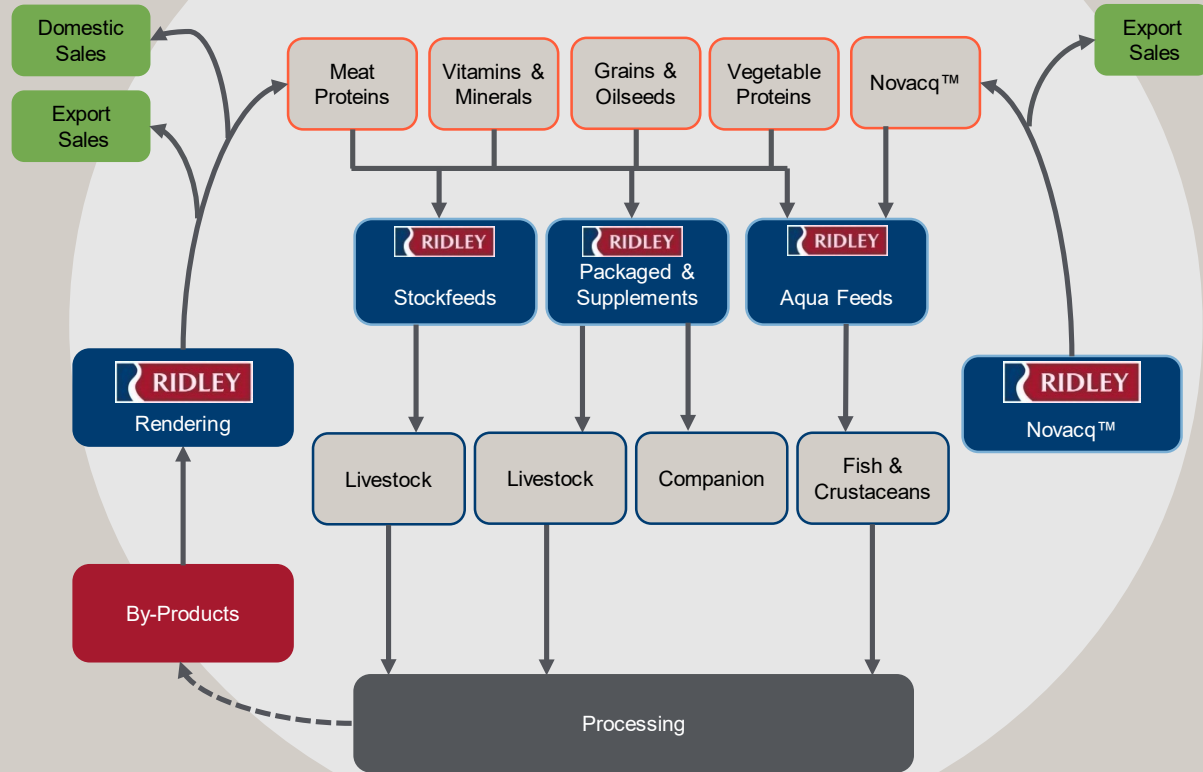 Domestic
Sales
Export
Sales
Meat
Proteins
Vitamins &
Minerals
Grains &
Oilseeds
Vegetable
Proteins
Novacq™
Export
Sales
RIDLEY
Stockfeeds
RIDLEY
Packaged &
Supplements
RIDLEY
Aqua Feeds
RIDLEY
Rendering
RIDLEY
Novacq™
Livestock
Livestock
Companion
Fish &
Crustaceans
By-Products
Processing